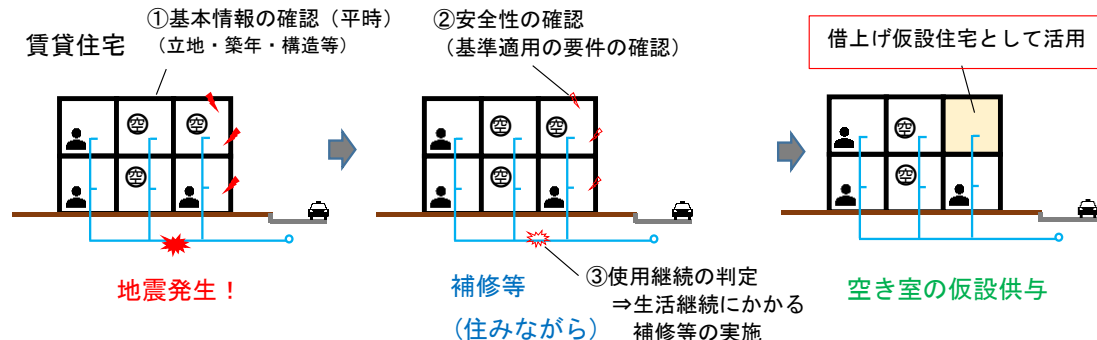 賃貸住宅
①基本情報の確認（平時）
（立地・築年・構造等）
空
空
空
地震発生！
②安全性の確認
（基準適用の要件の確認）
空
空
空
補修等
（住みながら）
③使用継続の判定
⇒生活継続にかかる
補修等の実施
借上げ仮設住宅として活用
空
空
空き室の仮設供与